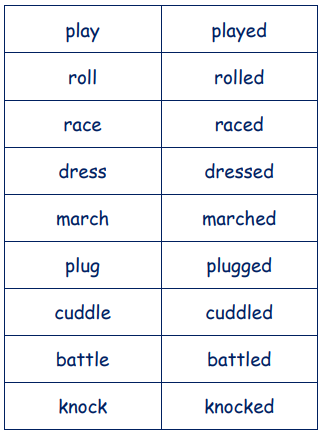 play played
roll rolled
race raced
dress dressed
march marched
plug plugged
cuddle cuddled
battle battled
knock knocked